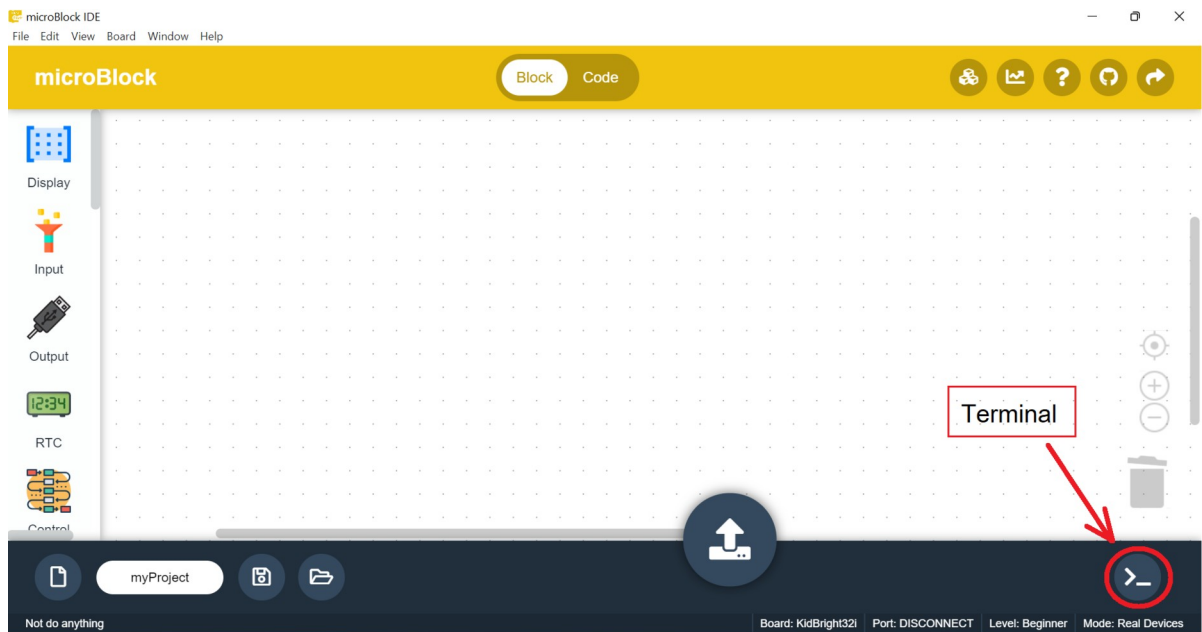 microBlock IDE
File Edit View Board Window Help
microBlock
Block Code
Display
Input
Output
12:34
RTC
Control
Terminal
myProject
Not do anything
Board: KidBright32i Port: DISCONNECT Level: Beginner Mode: Real Devices